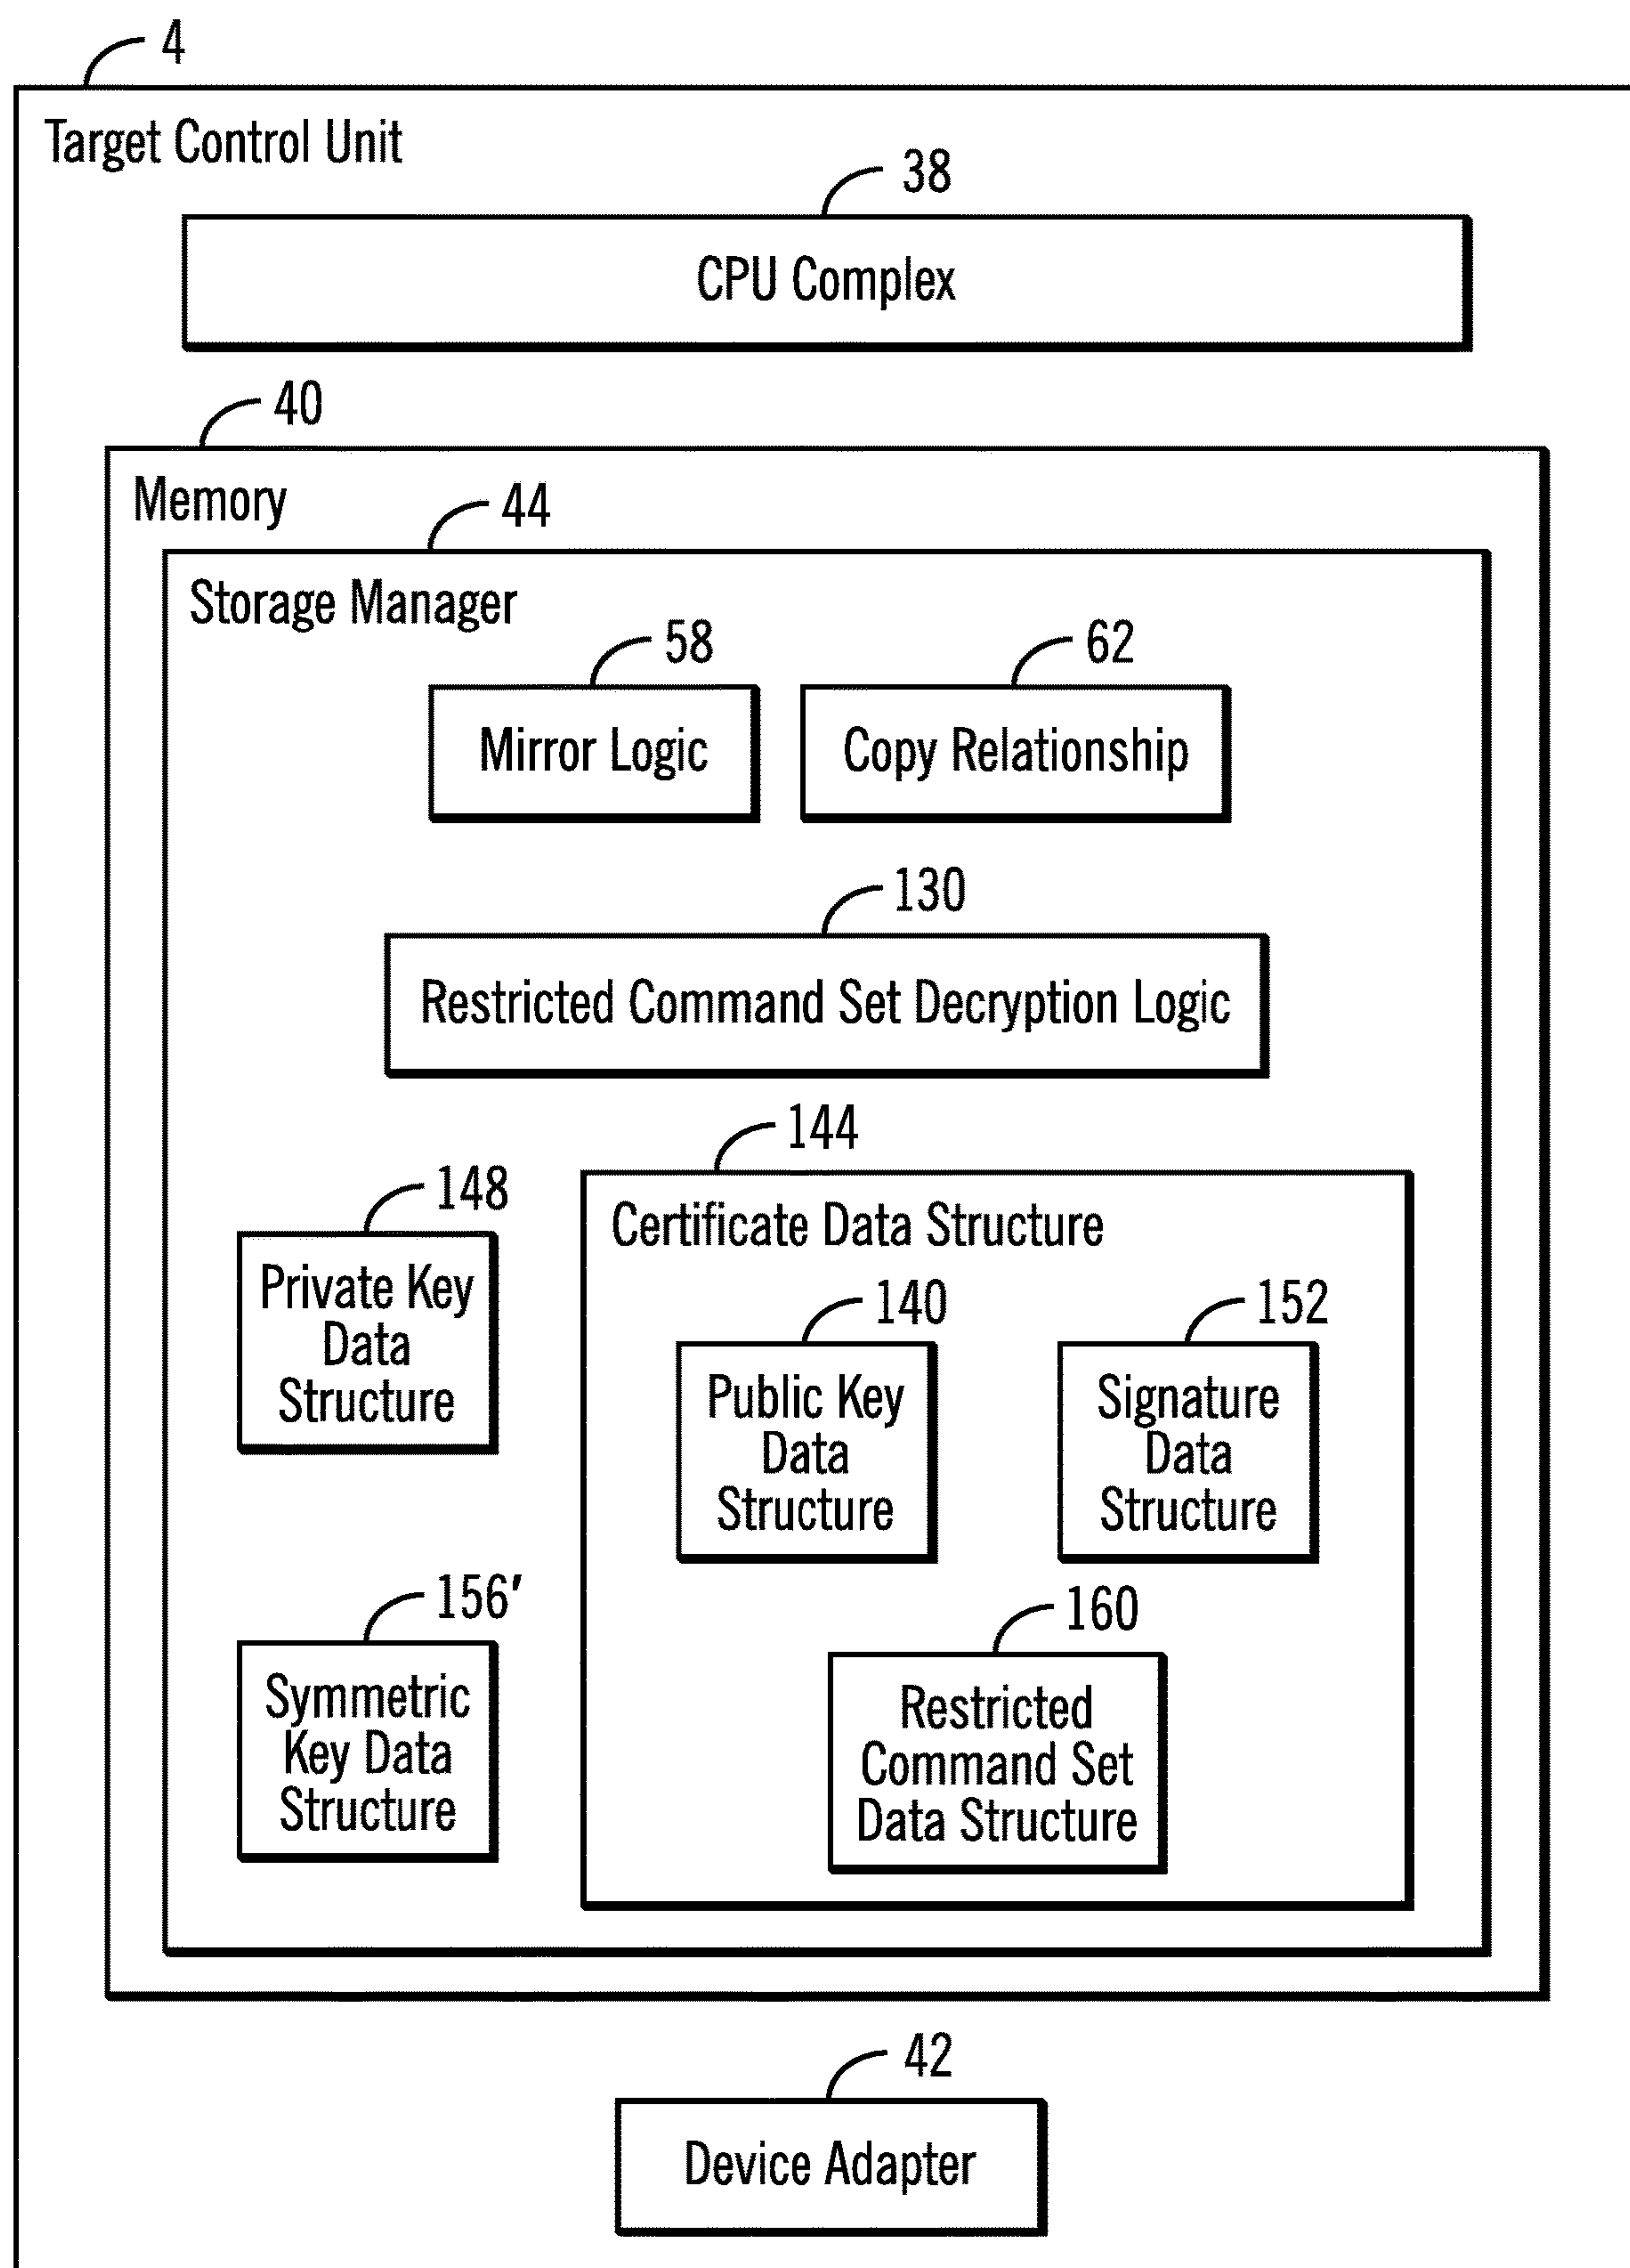 4
Target Control Unit
38
CPU Complex
40
Memory
44
Storage Manager
58
62
Mirror Logic
Copy Relationship
130
Restricted Command Set Decryption Logic
144
148
Certificate Data Structure
Private Key
Data
Structure
140
152
Public Key
Data
Structure
Signature
Data
Structure
156′
160
Symmetric
Key Data
Structure
Restricted
Command Set
Data Structure
42
Device Adapter